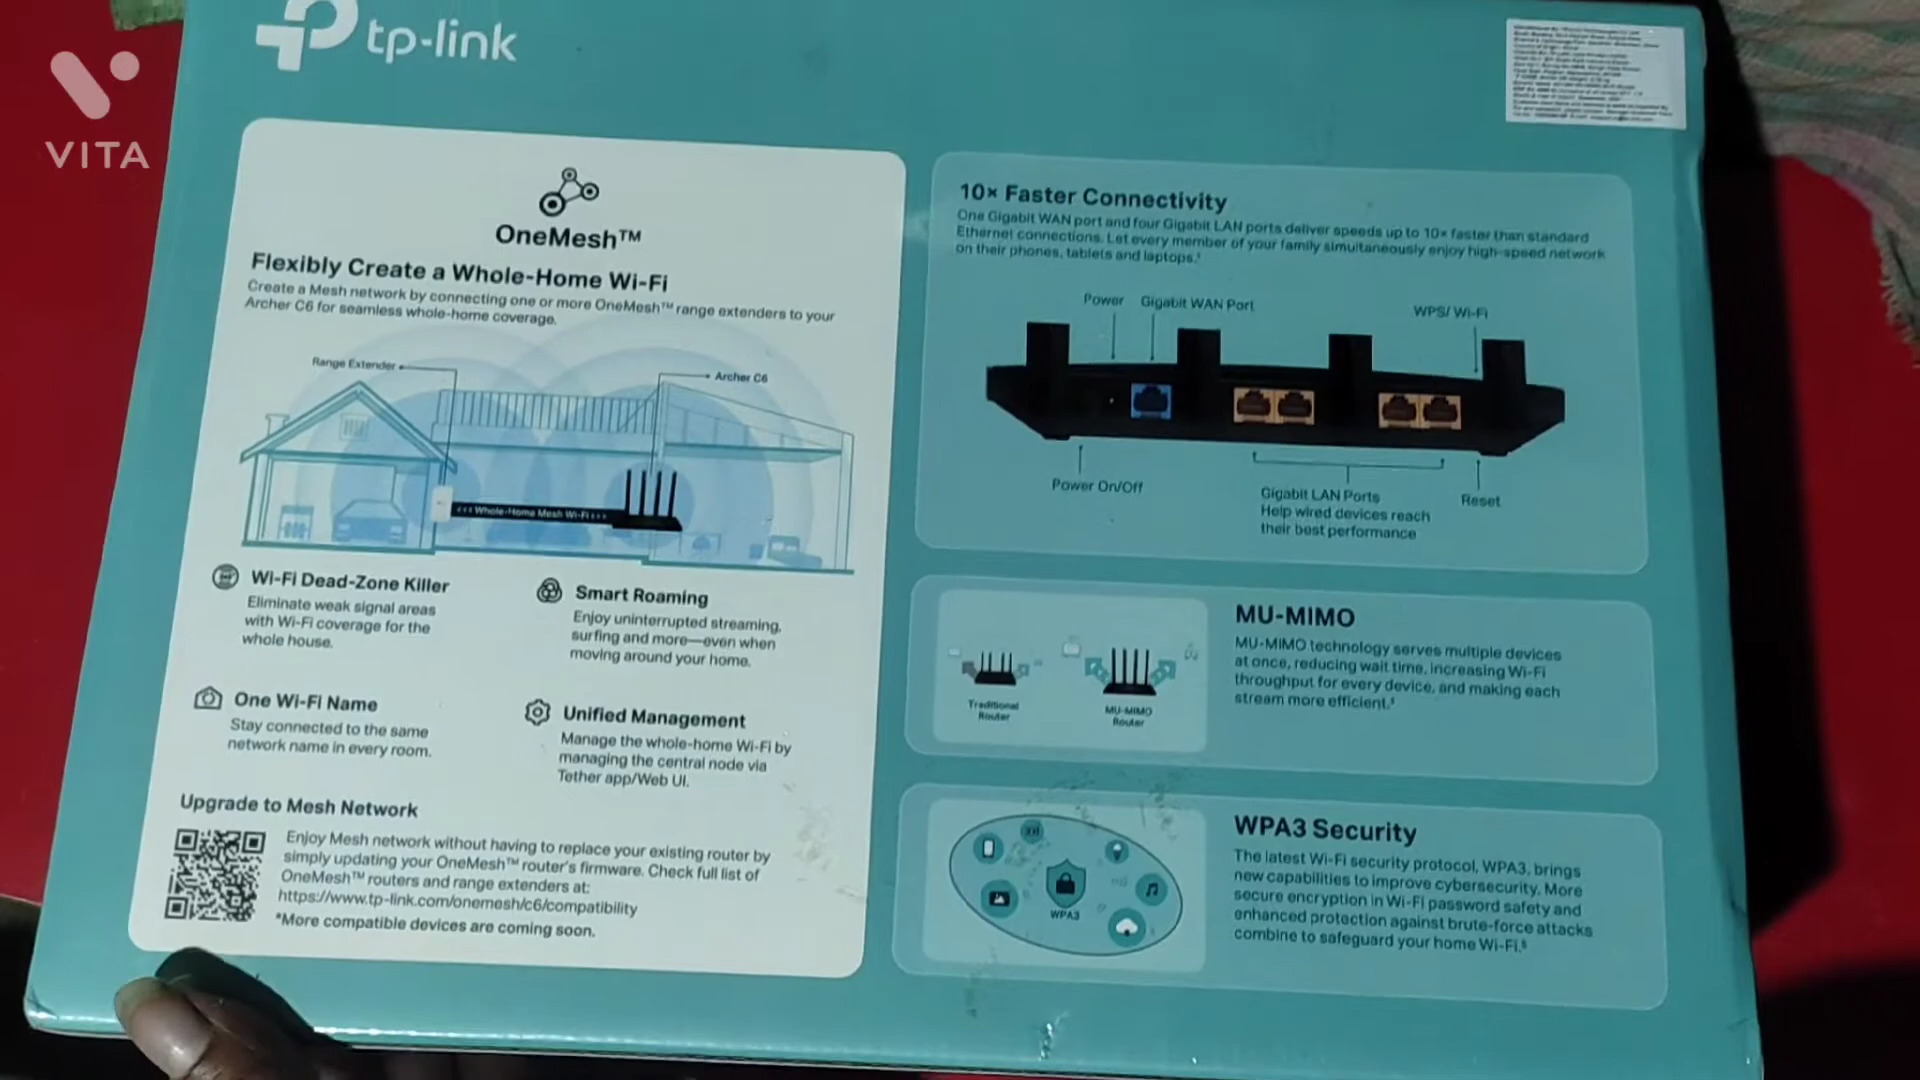 tp-link
VITA
OneMesh™
Flexibly Create a Whole-Home Wi-Fi
Create a Mesh network by connecting one or more OneMesh™ range extenders to your
Archer C6 for seamless whole-home coverage.
Range Extender
Archer C6
‹‹‹ Whole-Home Mesh Wi-Fi ›››
Wi-Fi Dead-Zone Killer
Eliminate weak signal areas
with Wi-Fi coverage for the
whole house.
Smart Roaming
Enjoy uninterrupted streaming,
surfing and more—even when
moving around your home.
One Wi-Fi Name
Stay connected to the same
network name in every room.
Unified Management
Manage the whole-home Wi-Fi by
managing the central node via
Tether app/Web UI.
Upgrade to Mesh Network
Enjoy Mesh network without having to replace your existing router by
simply updating your OneMesh™ router's firmware. Check full list of
OneMesh™ routers and range extenders at:
https://www.tp-link.com/onemesh/c6/compatibility
*More compatible devices are coming soon.
10× Faster Connectivity
One Gigabit WAN port and four Gigabit LAN ports deliver speeds up to 10× faster than standard
Ethernet connections. Let every member of your family simultaneously enjoy high-speed network
on their phones, tablets and laptops.
Power
Gigabit WAN Port
WPS/ Wi-Fi
Power On/Off
Gigabit LAN Ports
Help wired devices reach
their best performance
Reset
MU-MIMO
MU-MIMO technology serves multiple devices
at once, reducing wait time, increasing Wi-Fi
throughput for every device, and making each
stream more efficient.
Traditional
Router
MU-MIMO
Router
WPA3 Security
The latest Wi-Fi security protocol, WPA3, brings
new capabilities to improve cybersecurity. More
secure encryption in Wi-Fi password safety and
enhanced protection against brute-force attacks
combine to safeguard your home Wi-Fi.
WPA3